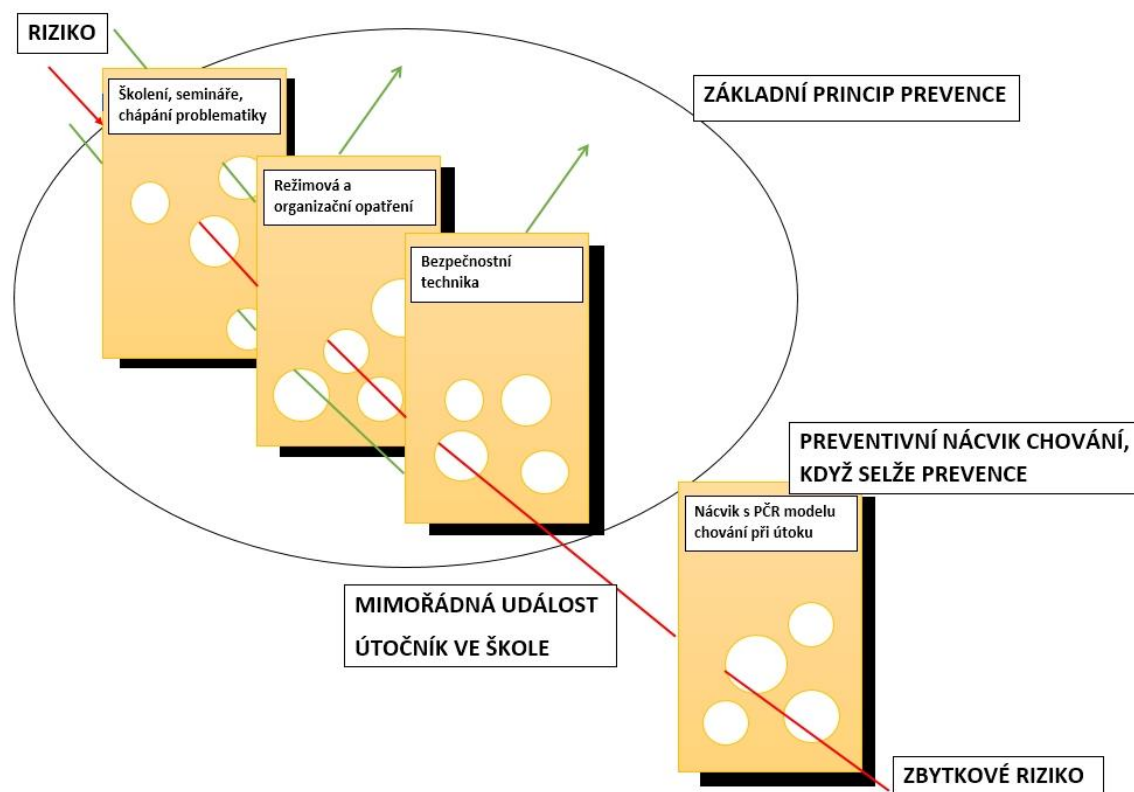 RIZIKO
Školení, semináře,
chápání problematiky
ZÁKLADNÍ PRINCIP PREVENCE
Režimová a
organizační opatření
Bezpečnostní
technika
PREVENTIVNÍ NÁCVIK CHOVÁNÍ,
KDYŽ SELŽE PREVENCE
Nácvik s PČR modelu
chování při útoku
MIMOŘÁDNÁ UDÁLOST
ÚTOČNÍK VE ŠKOLE
ZBYTKOVÉ RIZIKO